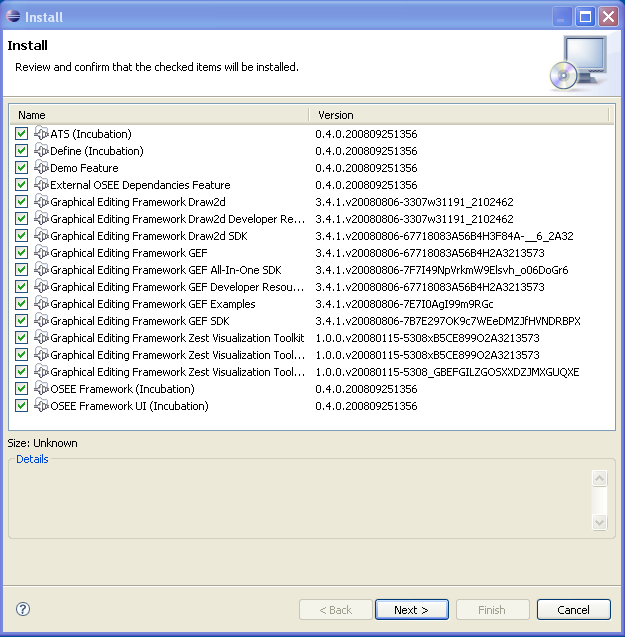 Install
Install
Review and confirm that the checked items will be installed.
Name Version
ATS (Incubation) 0.4.0.200809251356
Define (Incubation) 0.4.0.200809251356
Demo Feature 0.4.0.200809251356
External OSEE Dependancies Feature 0.4.0.200809251356
Graphical Editing Framework Draw2d 3.4.1.v20080806-3307w31191_2102462
Graphical Editing Framework Draw2d Developer Re... 3.4.1.v20080806-3307w31191_2102462
Graphical Editing Framework Draw2d SDK 3.4.1.v20080806-67718083A56B4H3F84A-__6_2A32
Graphical Editing Framework GEF 3.4.1.v20080806-67718083A56B4H2A3213573
Graphical Editing Framework GEF All-In-One SDK 3.4.1.v20080806-7F7I49NpVrkmW9Elsvh_o06DoGr6
Graphical Editing Framework GEF Developer Resou... 3.4.1.v20080806-67718083A56B4H2A3213573
Graphical Editing Framework GEF Examples 3.4.1.v20080806-7E7I0AgI99m9RGc
Graphical Editing Framework GEF SDK 3.4.1.v20080806-7B7E297OK9c7WEeDMZJfHVNDRBPX
Graphical Editing Framework Zest Visualization Toolkit 1.0.0.v20080115-5308xB5CE899O2A3213573
Graphical Editing Framework Zest Visualization Tool... 1.0.0.v20080115-5308xB5CE899O2A3213573
Graphical Editing Framework Zest Visualization Tool... 1.0.0.v20080115-5308_GBEFGILZGOSXXDZJMXGUQXE
OSEE Framework (Incubation) 0.4.0.200809251356
OSEE Framework UI (Incubation) 0.4.0.200809251356
Size: Unknown
Details
? < Back Next > Finish Cancel